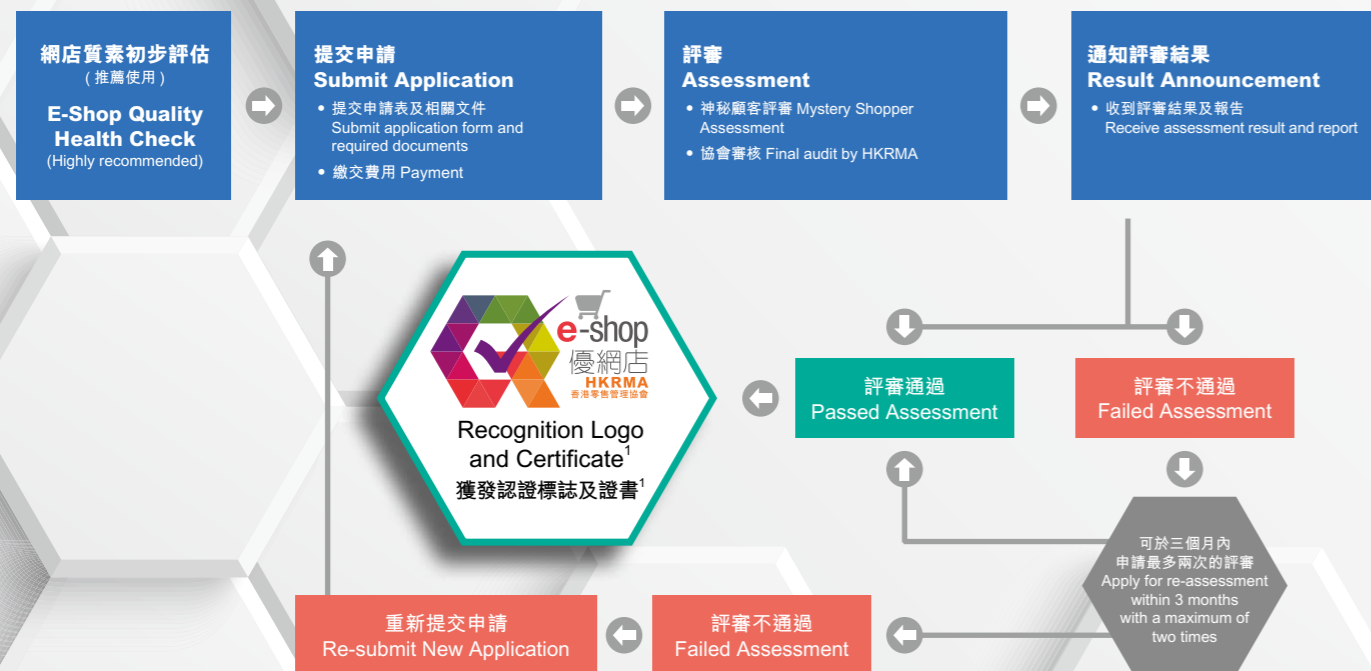 網店質素初步評估
( 推薦使用 )
E-Shop Quality
Health Check
(Highly recommended)
提交申請
Submit Application
• 提交申請表及相關文件
Submit application form and
required documents
• 繳交費用 Payment
評審
Assessment
• 神秘顧客評審 Mystery Shopper
Assessment
• 協會審核 Final audit by HKRMA
通知評審結果
Result Announcement
• 收到評審結果及報告
Receive assessment result and report
e-shop
優網店
HKRMA
香港零售管理協會
Recognition Logo
and Certificate¹
獲發認證標誌及證書¹
評審通過
Passed Assessment
評審不通過
Failed Assessment
可於三個月內
申請最多兩次的評審
Apply for re-assessment
within 3 months
with a maximum of
two times
評審不通過
Failed Assessment
重新提交申請
Re-submit New Application